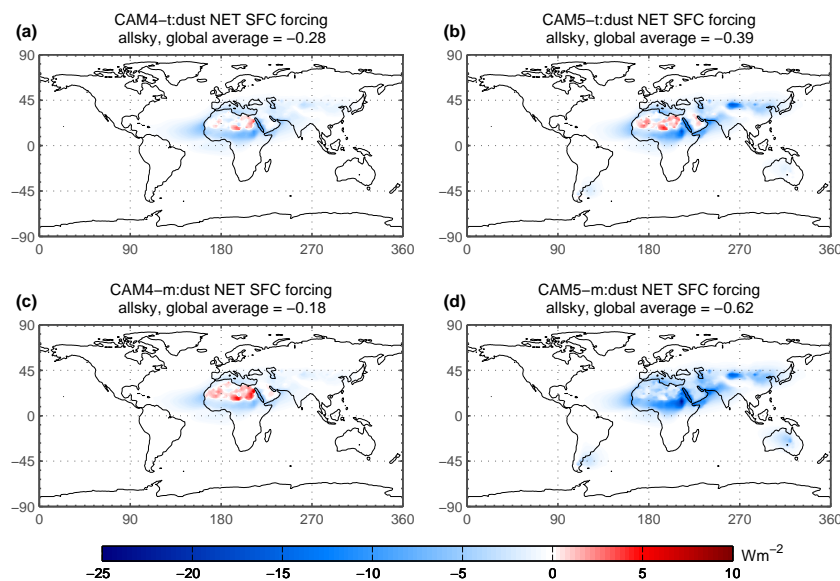 CAM4−t:dust NET SFC forcing
(a)
allsky, global average = −0.28
90
45
0
−45
−90
0 90 180 270 360
CAM5−t:dust NET SFC forcing
(b)
allsky, global average = −0.39
90
45
0
−45
−90
0 90 180 270 360
CAM4−m:dust NET SFC forcing
(c)
allsky, global average = −0.18
90
45
0
−45
−90
0 90 180 270 360
CAM5−m:dust NET SFC forcing
(d)
allsky, global average = −0.62
90
45
0
−45
−90
0 90 180 270 360
Wm−2
−25 −20 −15 −10 −5 0 5 10